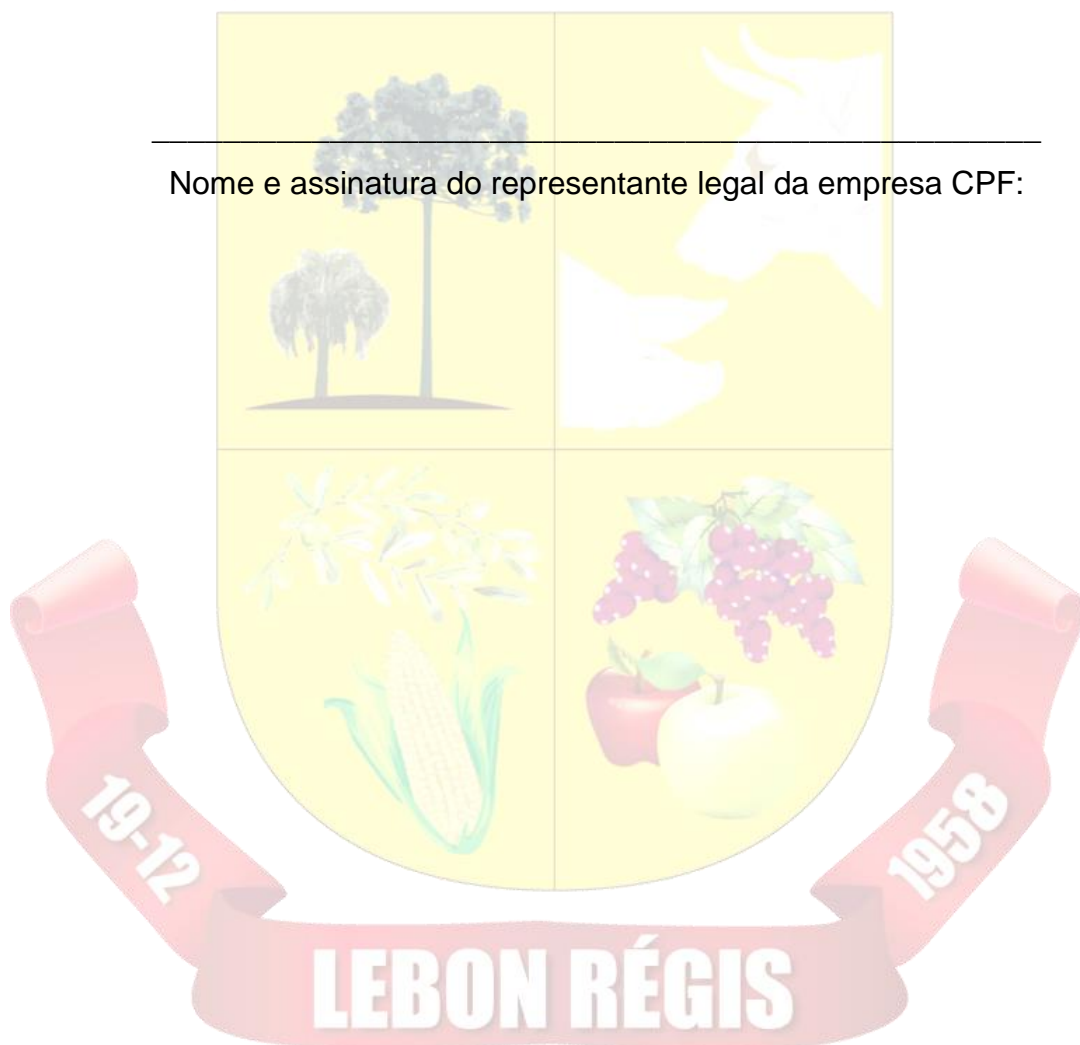 Nome e assinatura do representante legal da empresa CPF:
19-12
1958
LEBON RÉGIS